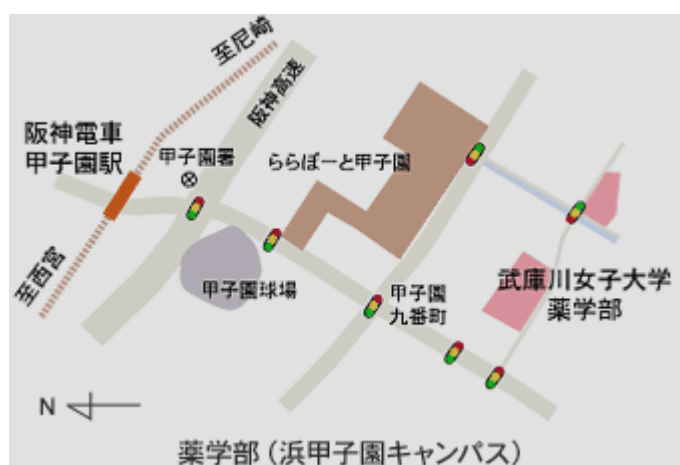 至尼崎
阪神高速
阪神電車
甲子園駅
甲子園署
ららぽーと甲子園
至西宮
甲子園球場
甲子園
九番町
武庫川女子大学
薬学部
N
薬学部（浜甲子園キャンパス）